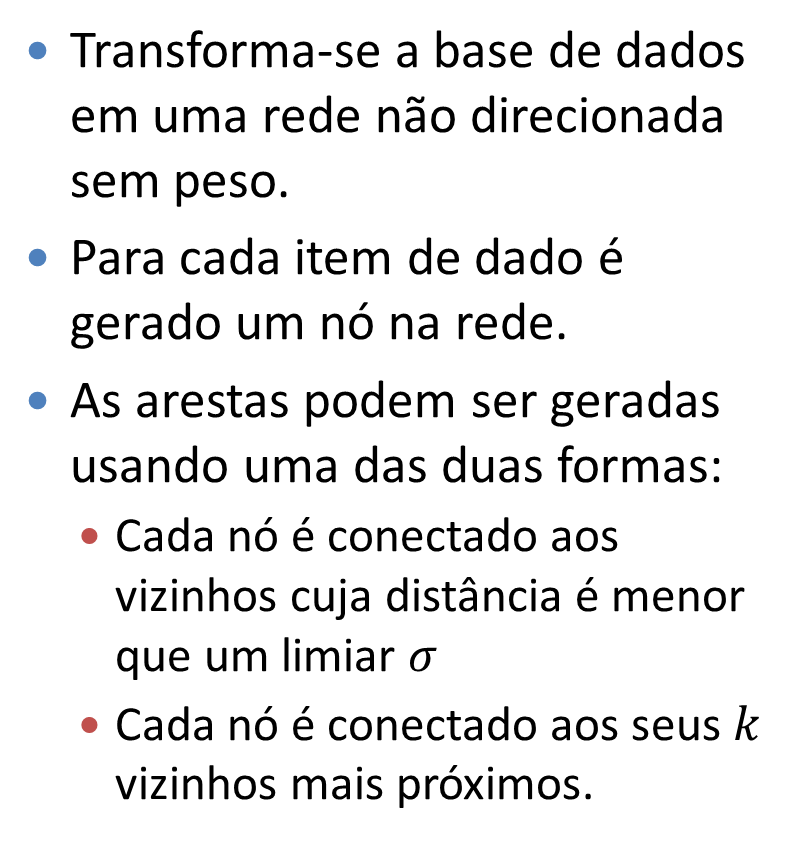 • Transforma-se a base de dados
em uma rede não direcionada
sem peso.
• Para cada item de dado é
gerado um nó na rede.
• As arestas podem ser geradas
usando uma das duas formas:
• Cada nó é conectado aos
vizinhos cuja distância é menor
que um limiar σ
• Cada nó é conectado aos seus k
vizinhos mais próximos.